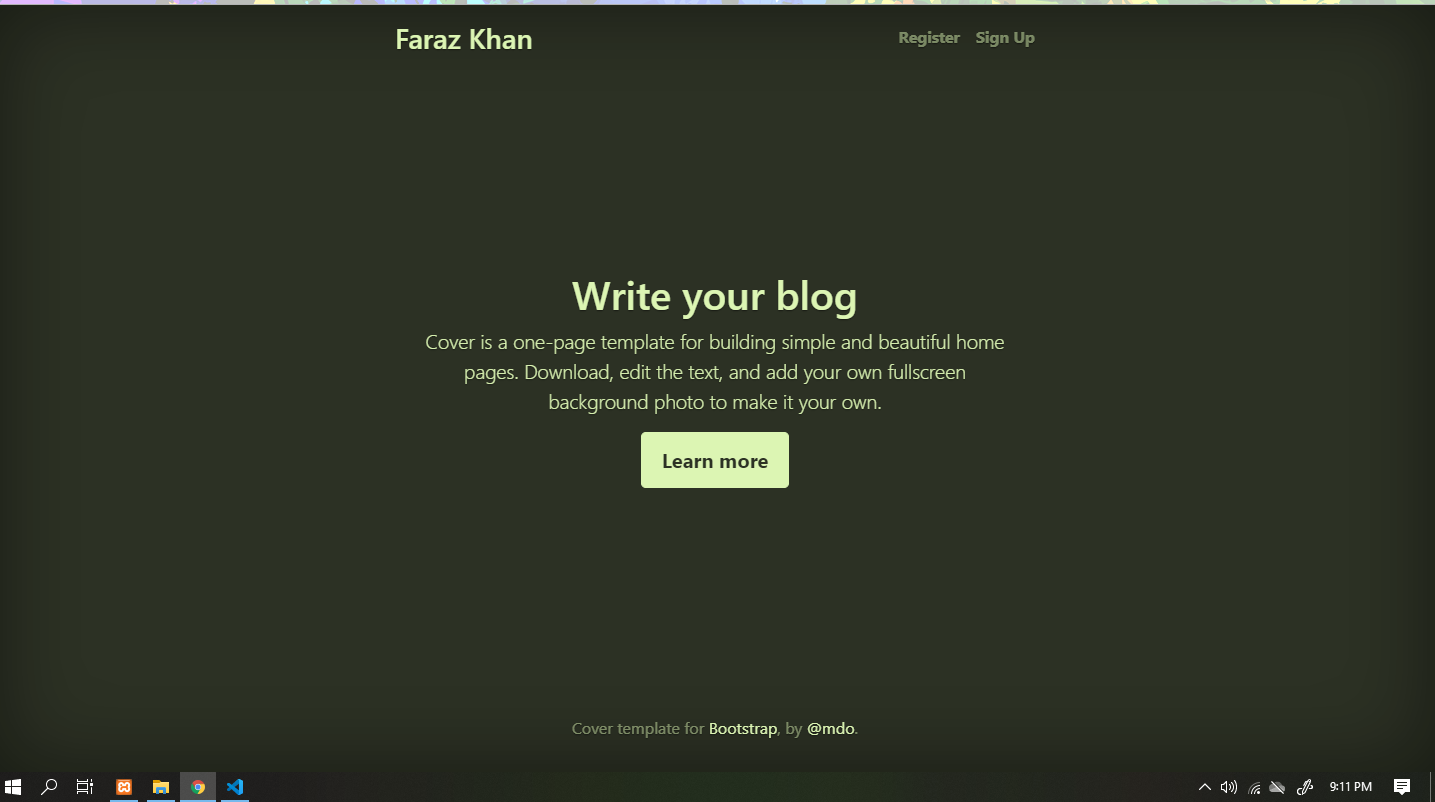 Faraz Khan
Register Sign Up
Write your blog
Cover is a one-page template for building simple and beautiful home
pages. Download, edit the text, and add your own fullscreen
background photo to make it your own.
Learn more
Cover template for Bootstrap, by @mdo.
9:11 PM